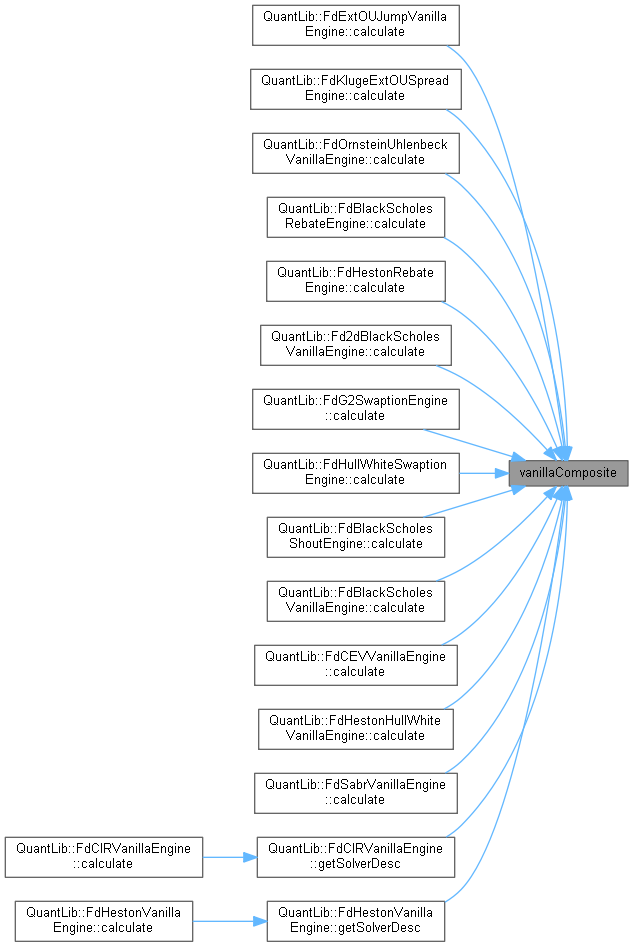 QuantLib::FdExtOUJumpVanilla
Engine::calculate
QuantLib::FdKlugeExtOUSpread
Engine::calculate
QuantLib::FdOrnsteinUhlenbeck
VanillaEngine::calculate
QuantLib::FdBlackScholes
RebateEngine::calculate
QuantLib::FdHestonRebate
Engine::calculate
QuantLib::Fd2dBlackScholes
VanillaEngine::calculate
QuantLib::FdG2SwaptionEngine
::calculate
QuantLib::FdHullWhiteSwaption
Engine::calculate
vanillaComposite
QuantLib::FdBlackScholes
ShoutEngine::calculate
QuantLib::FdBlackScholes
VanillaEngine::calculate
QuantLib::FdCEVVanillaEngine
::calculate
QuantLib::FdHestonHullWhite
VanillaEngine::calculate
QuantLib::FdSabrVanillaEngine
::calculate
QuantLib::FdCIRVanillaEngine
::calculate
QuantLib::FdCIRVanillaEngine
::getSolverDesc
QuantLib::FdHestonVanilla
Engine::calculate
QuantLib::FdHestonVanilla
Engine::getSolverDesc